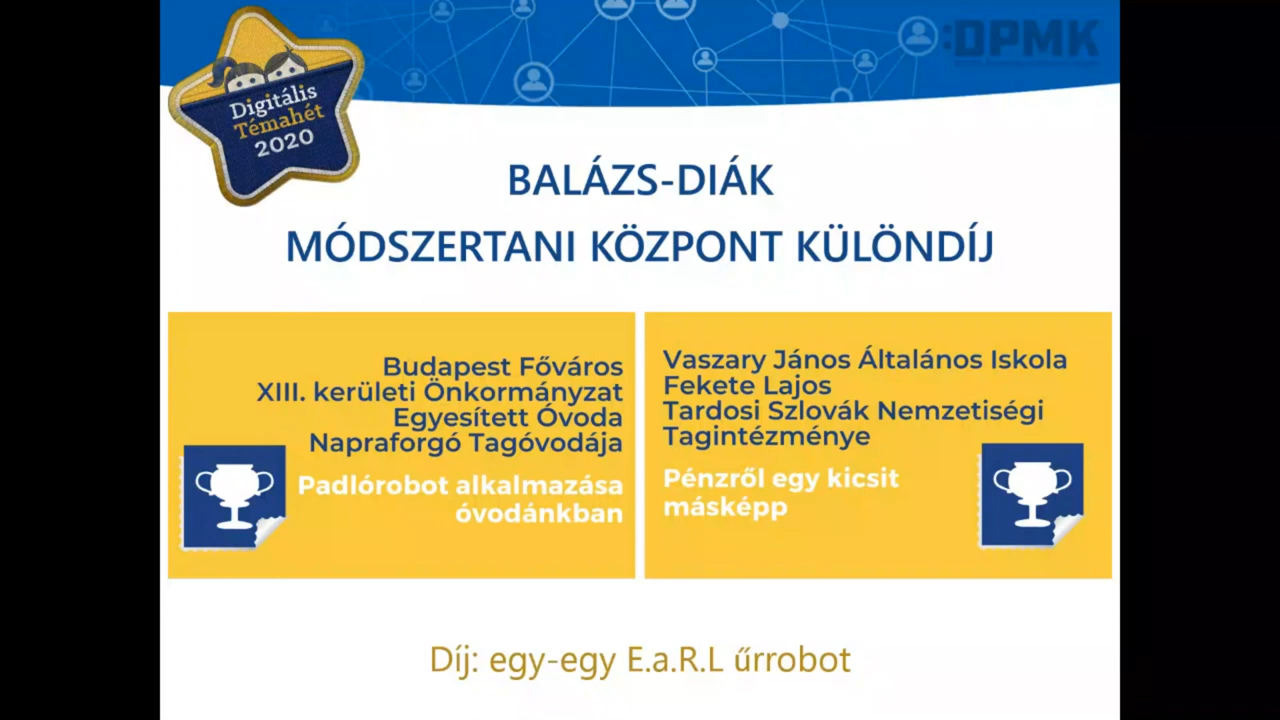 :DPMK
Digitális
Témahét
2020
BALÁZS-DIÁK
MÓDSZERTANI KÖZPONT KÜLÖNDÍJ
Budapest Főváros
XIII. kerületi Önkormányzat
Egyesített Óvoda
Napraforgó Tagóvodája
Padlórobot alkalmazása
óvodánkban
Vaszary János Általános Iskola
Fekete Lajos
Tardosi Szlovák Nemzetiségi
Tagintézménye
Pénzről egy kicsit
másképp
Díj: egy-egy E.a.R.L űrrobot